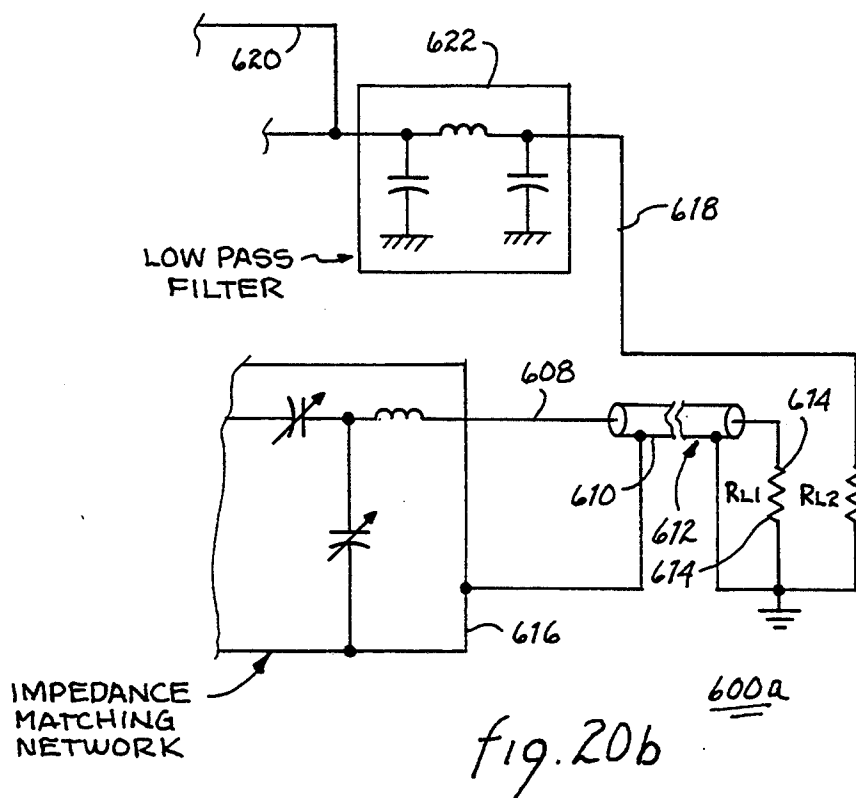 620
622
618
LOW PASS
FILTER
608
614
610
612
RL1
RL2
614
616
IMPEDANCE
MATCHING
NETWORK
600a
fig. 20b